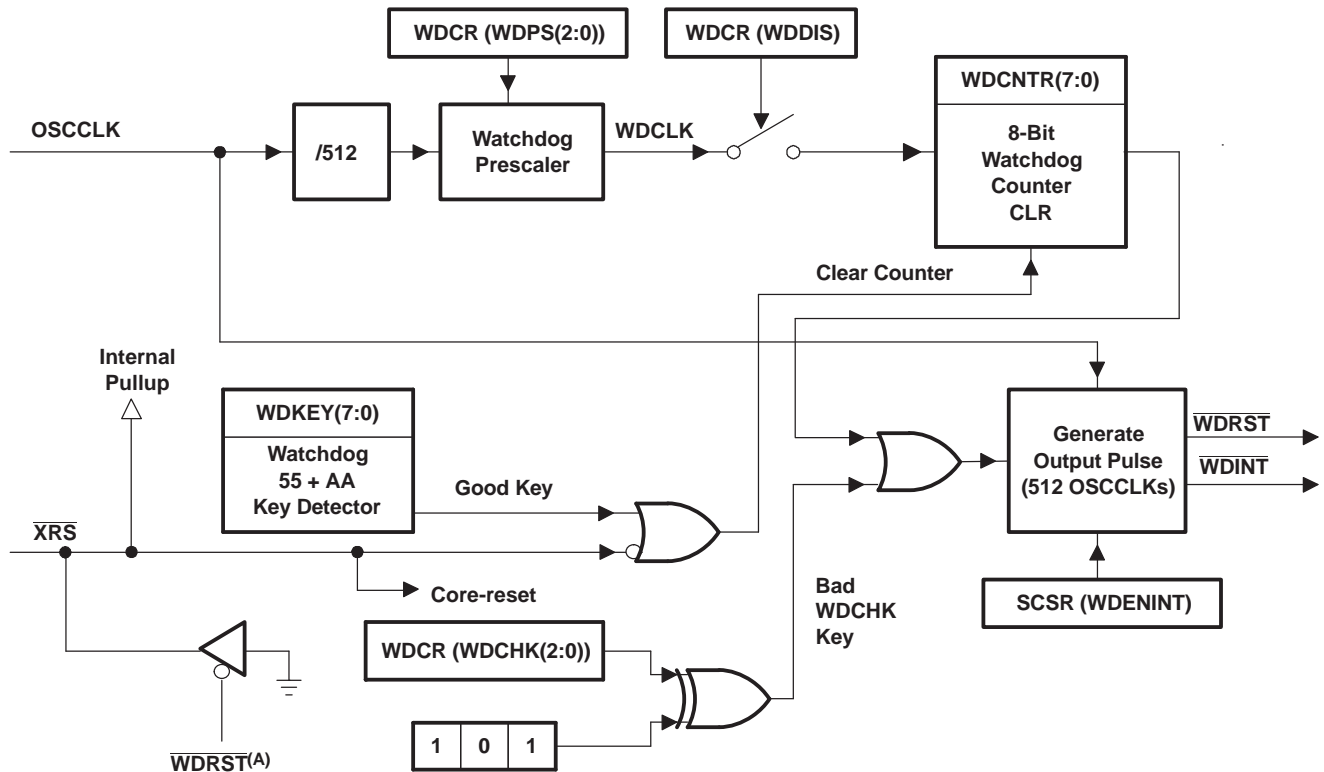 WDCR (WDPS(2:0))
WDCR (WDDIS)
WDCNTR(7:0)
OSCCLK
/512
Watchdog
Prescaler
WDCLK
8-Bit
Watchdog
Counter
CLR
Clear Counter
Internal
Pullup
WDKEY(7:0)
Watchdog
55 + AA
Key Detector
Good Key
Generate
Output Pulse
(512 OSCCLKs)
WDRST
WDINT
XRS
Core-reset
Bad
WDCHK
Key
SCSR (WDENINT)
WDCR (WDCHK(2:0))
1 0 1
WDRST(A)